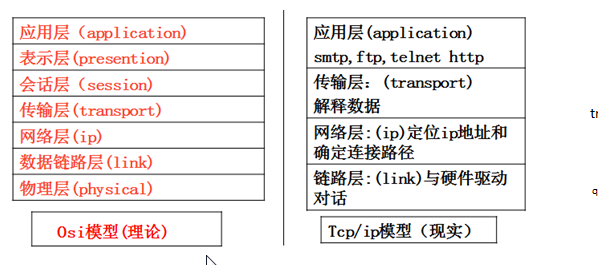 应用层（application)
表示层(presention)
会话层(session)
传输层(transport)
网络层(ip)
数据链路层(link)
物理层(physical)
Osi模型(理论)
应用层(application)
smtp,ftp,telnet http
传输层：(transport)
解释数据
网络层:(ip)定位ip地址和
确定连接路径
链路层:(link)与硬件驱动
对话
Tcp/ip模型（现实）